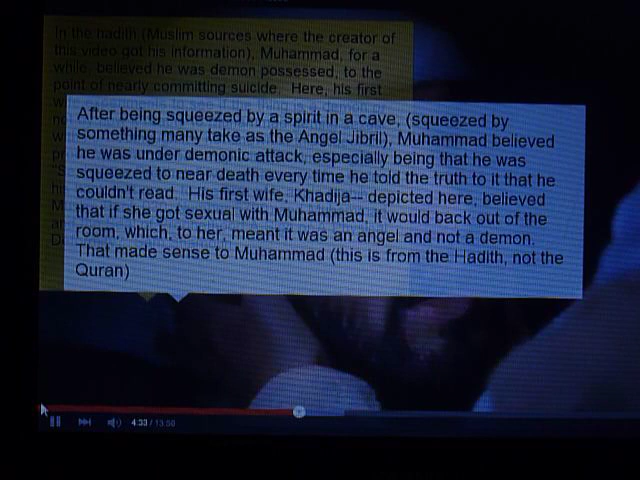 In the hadith (Muslim sources where the creator of
this video got his information), Muhammad, for a
while, believed he was demon possessed, to the
point of nearly committing suicide. Here, his first
After being squeezed by a spirit in a cave, (squeezed by
something many take as the Angel Jibril), Muhammad believed
he was under demonic attack, especially being that he was
squeezed to near death every time he told the truth to it that he
couldn't read. His first wife, Khadija-- depicted here, believed
that if she got sexual with Muhammad, it would back out of the
room, which, to her, meant it was an angel and not a demon.
That made sense to Muhammad (this is from the Hadith, not the
Quran)
4:33 / 13:50